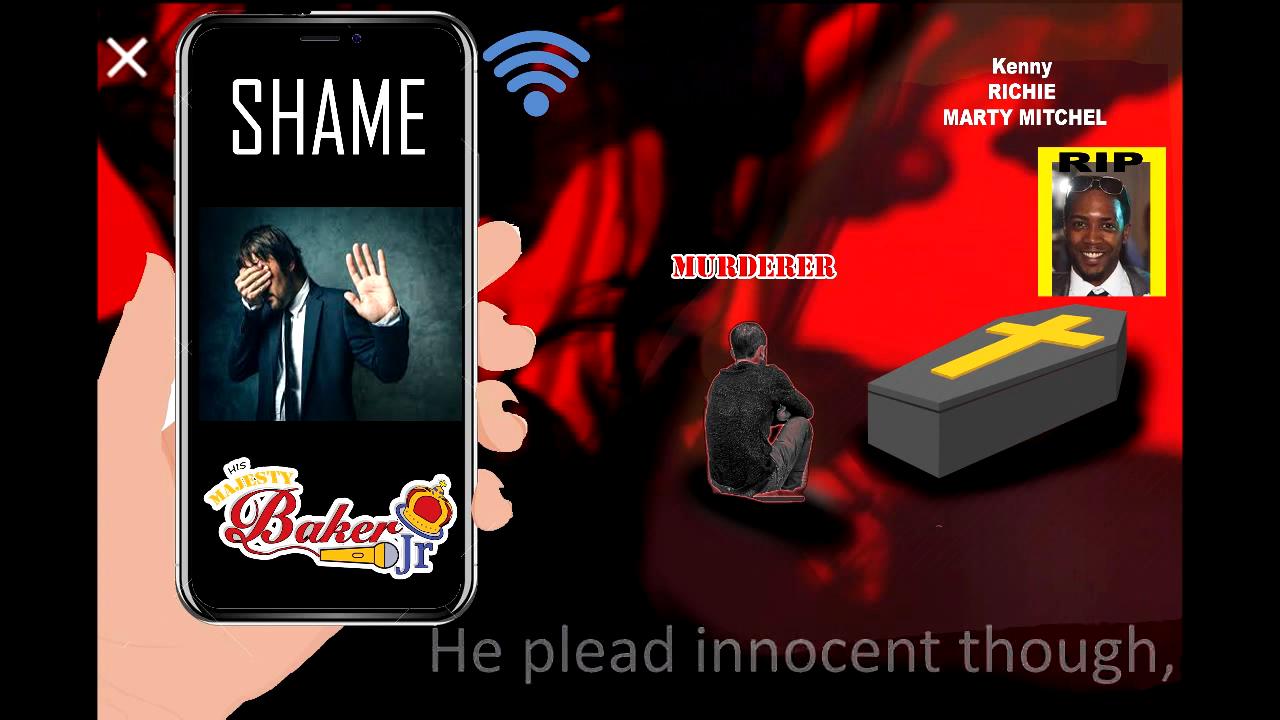 SHAME
HIS
MAJESTY
Baker
Jr
Kenny
RICHIE
MARTY MITCHEL
RIP
MURDERER
He plead innocent though,